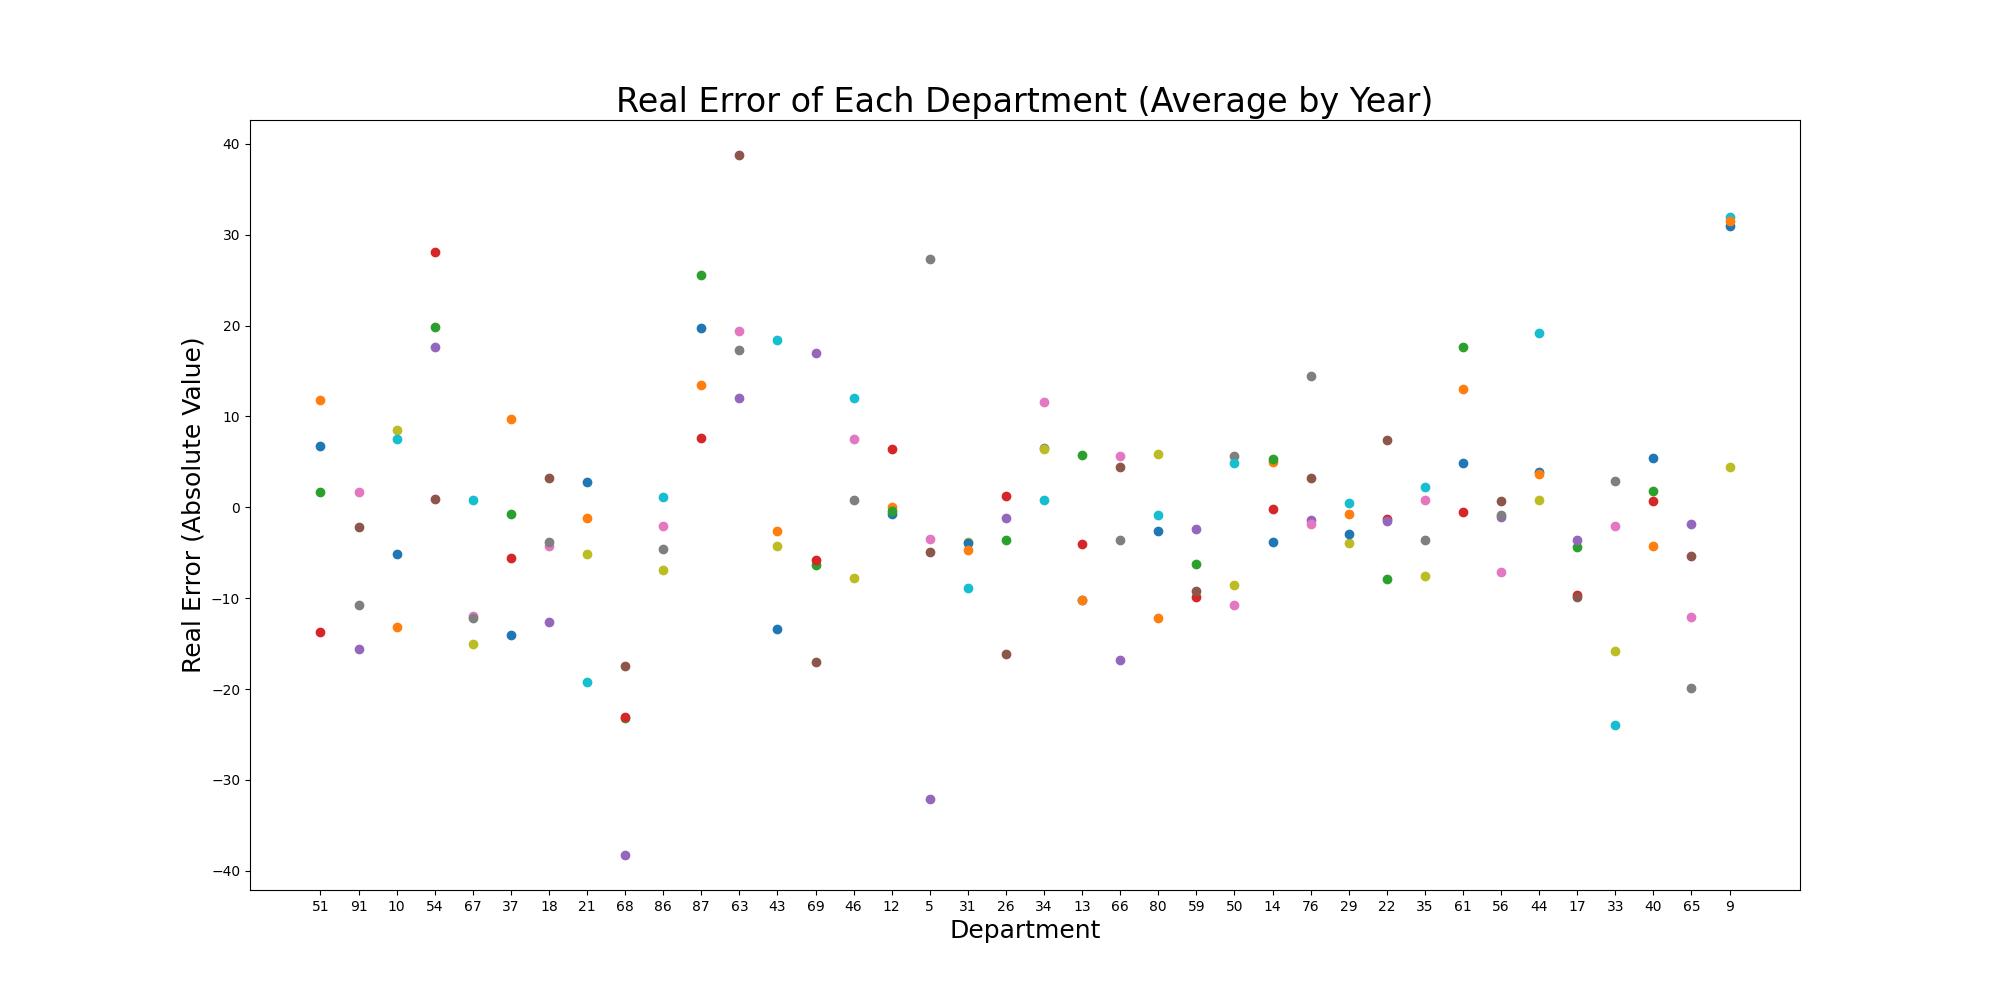 Real Error of Each Department (Average by Year)
40
30
20
10
0
−10
−20
−30
−40
Real Error (Absolute Value)
51 91 10 54 67 37 18 21 68 86 87 63 43 69 46 12 5 31 26 34 13 66 80 59 50 14 76 29 22 35 61 56 44 17 33 40 65 9
Department